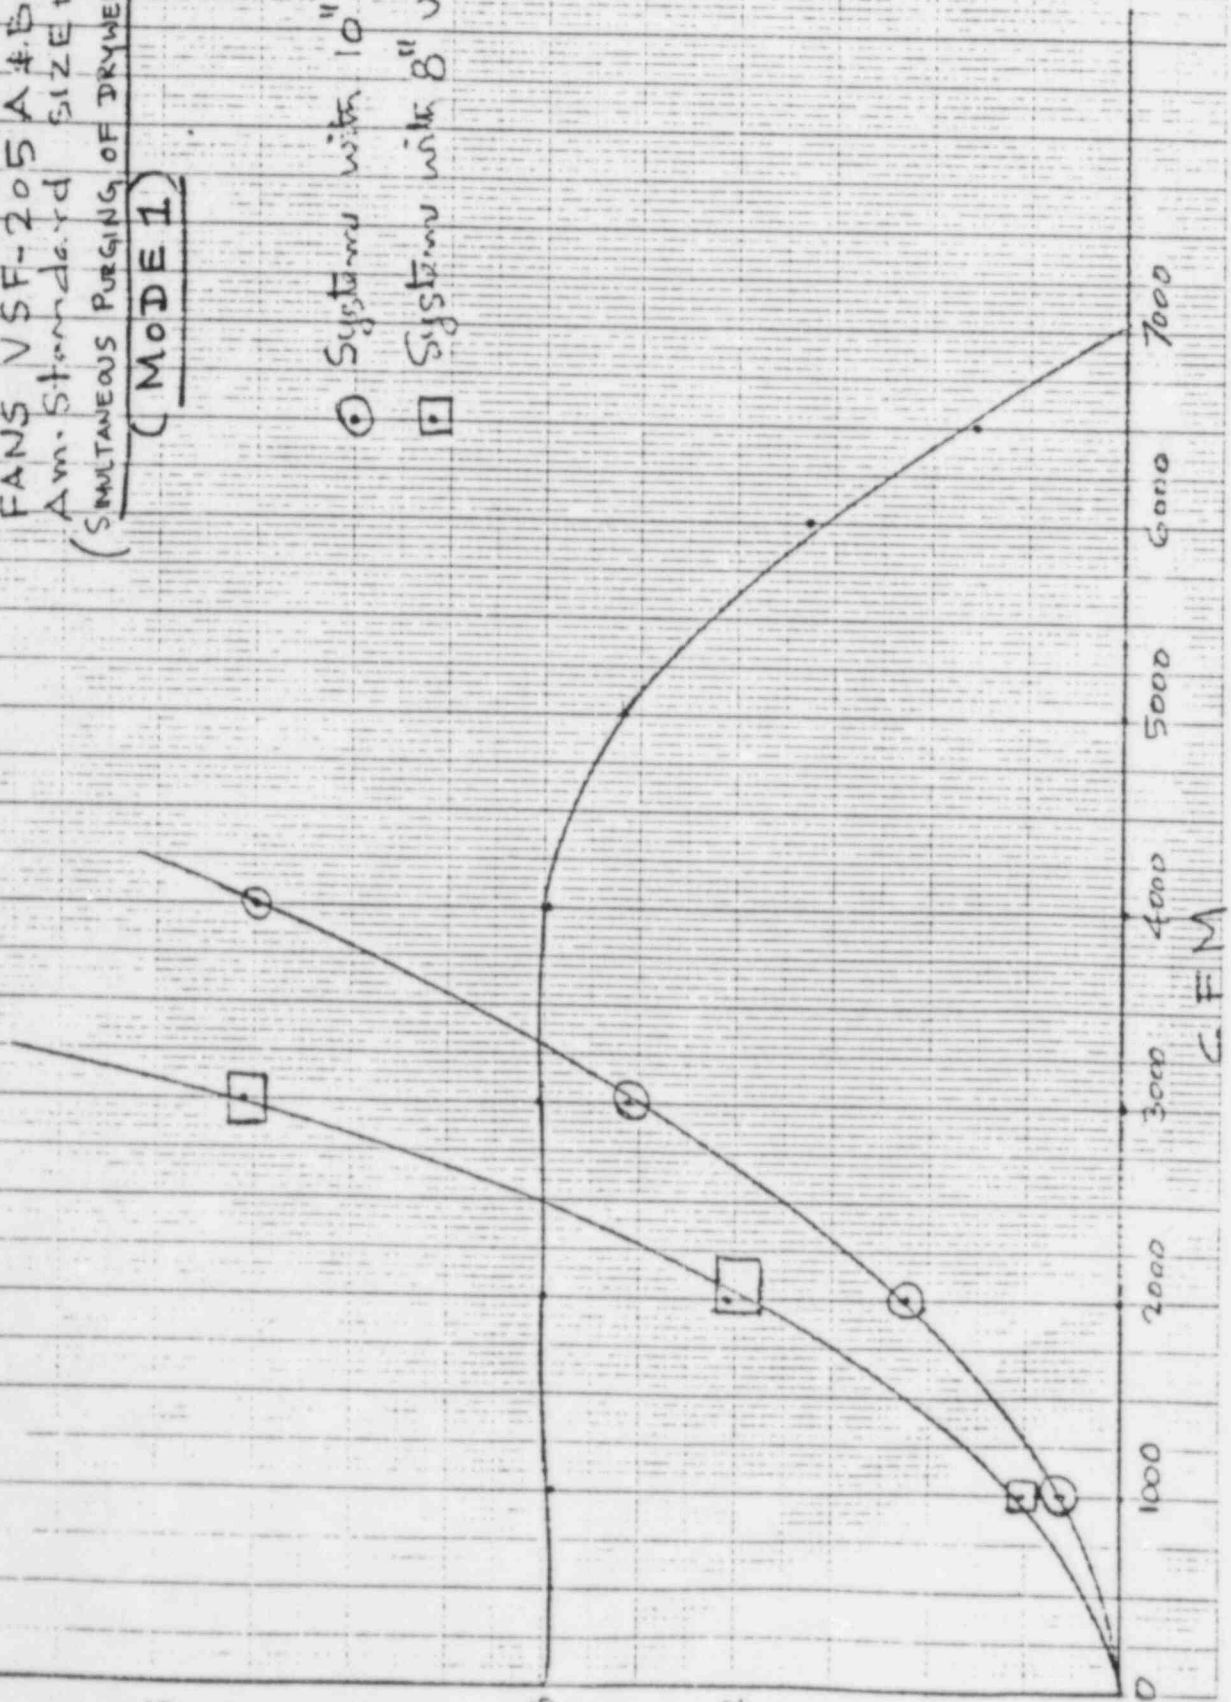 FANS VSF-205 A & B
Am. Standard SIZE
(SIMULTANEOUS PURGING OF DRYWE
(MODE 1)
System with 10"
System with 8"
0 1000 2000 3000 4000 5000 6000 7000
CFM